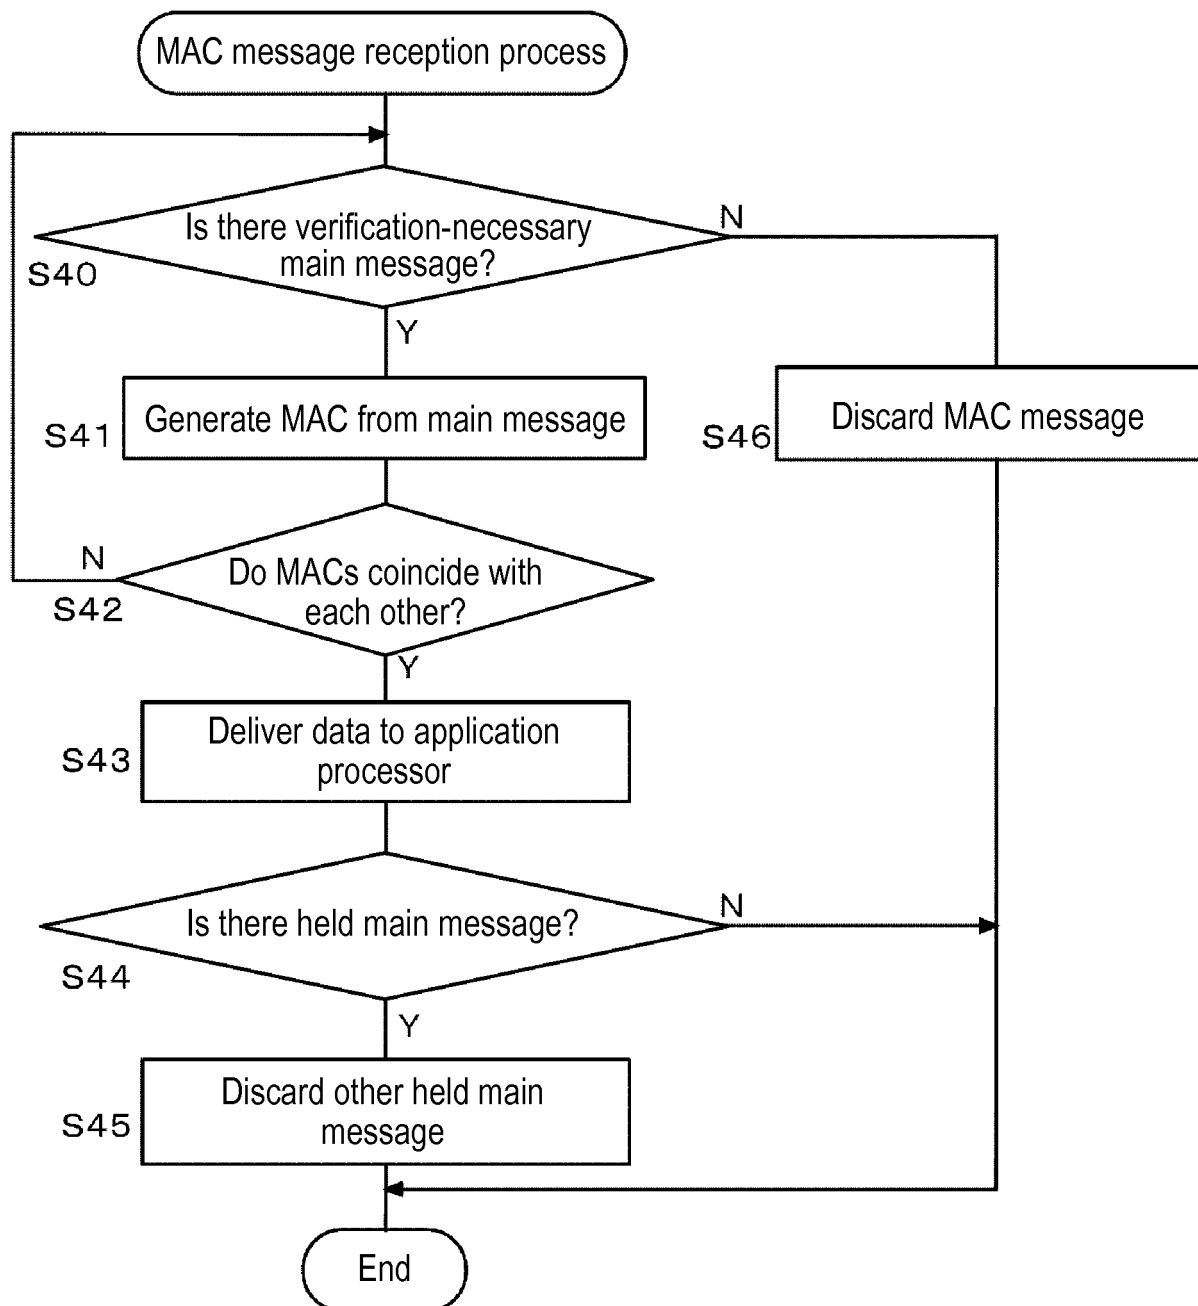 MAC message reception process
Is there verification-necessary
main message?
N
S40
Y
Generate MAC from main message
S41
Discard MAC message
S46
N
Do MACs coincide with
each other?
S42
Y
Deliver data to application
processor
S43
Is there held main message?
N
S44
Y
Discard other held main
message
S45
End